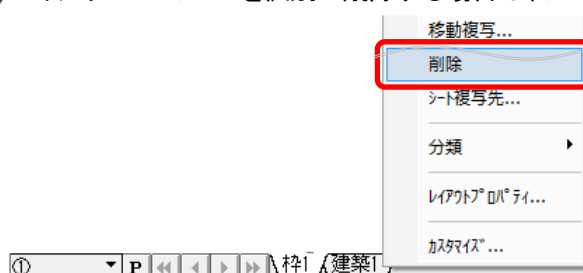 移動複写...
削除
ｼｰﾄ複写先...
分類
ﾚｲｱｳﾄﾌﾟﾛﾊﾟﾃｨ...
ｶｽﾀﾏｲｽﾞ...
① P 枠1 建築1